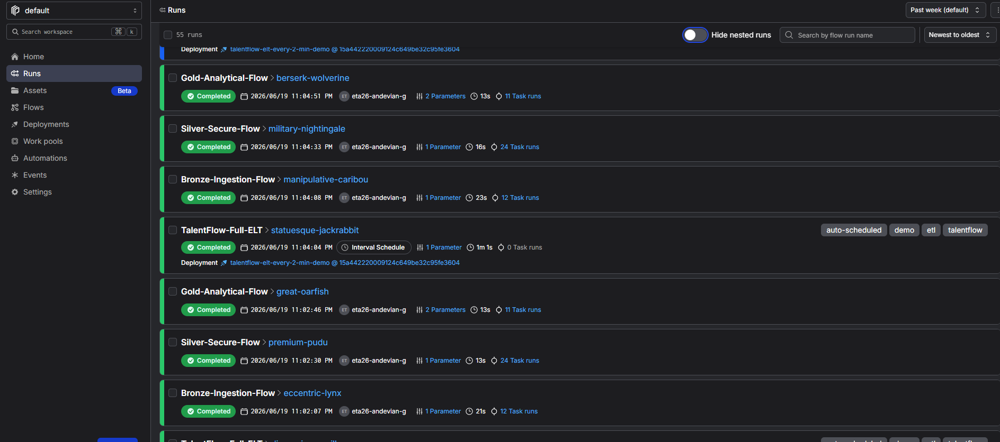 default
Search workspace ⌘ k
Home
Runs
Assets Beta
Flows
Deployments
Work pools
Automations
Events
Settings
Runs
Past week (default)
55 runs
Hide nested runs
Search by flow run name
Newest to oldest
Deployment talentflow-elt-every-2-min-demo @ 15a442220009124c649be32c95fe3604
Gold-Analytical-Flow > berserk-wolverine
Completed 2026/06/19 11:04:51 PM ET eta26-andevian-g 2 Parameters 13s 11 Task runs
Silver-Secure-Flow > military-nightingale
Completed 2026/06/19 11:04:33 PM ET eta26-andevian-g 1 Parameter 16s 24 Task runs
Bronze-Ingestion-Flow > manipulative-caribou
Completed 2026/06/19 11:04:08 PM ET eta26-andevian-g 1 Parameter 23s 12 Task runs
TalentFlow-Full-ELT > statuesque-jackrabbit auto-scheduled demo etl talentflow
Completed 2026/06/19 11:04:04 PM Interval Schedule 1 Parameter 1m 1s 0 Task runs
Deployment talentflow-elt-every-2-min-demo @ 15a442220009124c649be32c95fe3604
Gold-Analytical-Flow > great-oarfish
Completed 2026/06/19 11:02:46 PM ET eta26-andevian-g 2 Parameters 13s 11 Task runs
Silver-Secure-Flow > premium-pudu
Completed 2026/06/19 11:02:30 PM ET eta26-andevian-g 1 Parameter 13s 24 Task runs
Bronze-Ingestion-Flow > eccentric-lynx
Completed 2026/06/19 11:02:07 PM ET eta26-andevian-g 1 Parameter 21s 12 Task runs
TalentFlow-Full-ELT > auto-scheduled demo etl talentflow